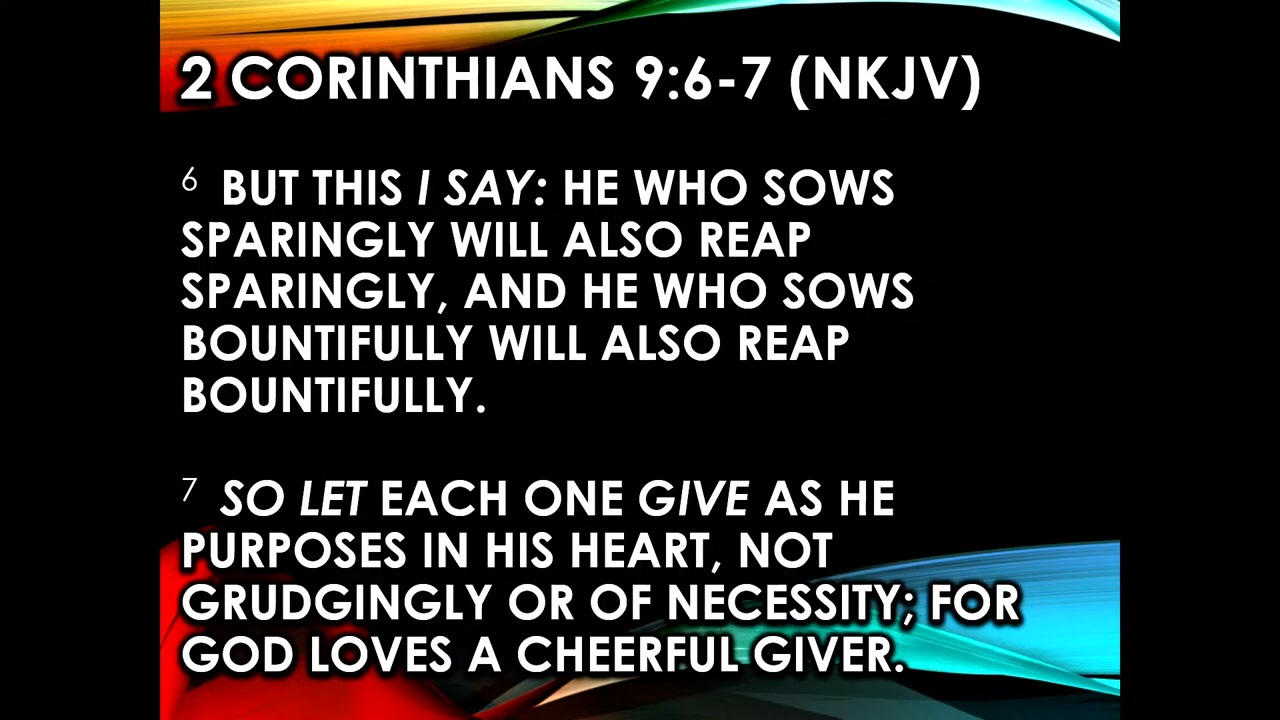 2 CORINTHIANS 9:6-7 (NKJV)
6 BUT THIS I SAY: HE WHO SOWS
SPARINGLY WILL ALSO REAP
SPARINGLY, AND HE WHO SOWS
BOUNTIFULLY WILL ALSO REAP
BOUNTIFULLY.
7 SO LET EACH ONE GIVE AS HE
PURPOSES IN HIS HEART, NOT
GRUDGINGLY OR OF NECESSITY; FOR
GOD LOVES A CHEERFUL GIVER.